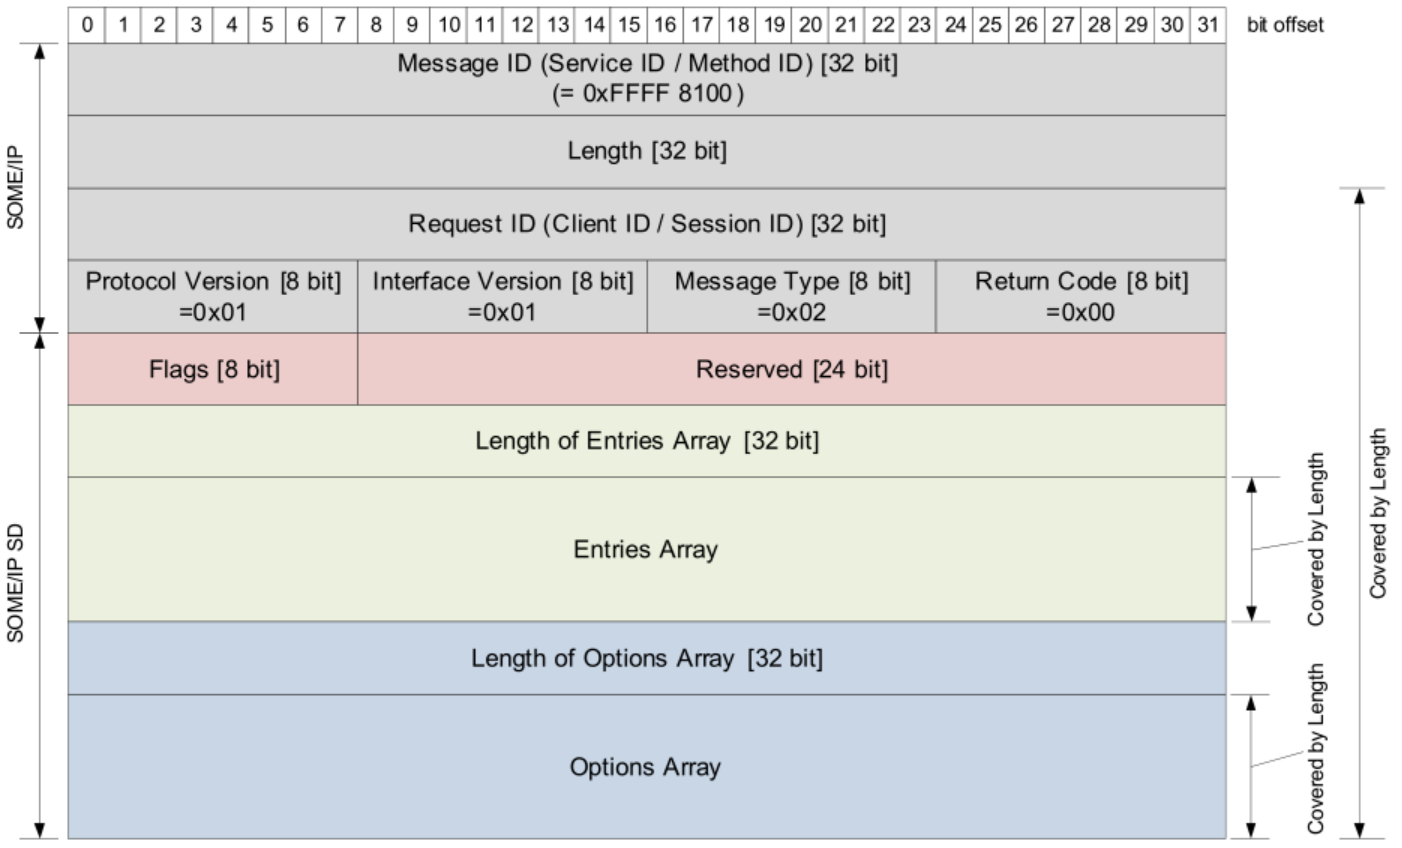 0 1 2 3 4 5 6 7 8 9 10 11 12 13 14 15 16 17 18 19 20 21 22 23 24 25 26 27 28 29 30 31 bit offset
Message ID (Service ID / Method ID) [32 bit]
(= 0xFFFF 8100)
Length [32 bit]
Request ID (Client ID / Session ID) [32 bit]
Protocol Version [8 bit]
=0x01
Interface Version [8 bit]
=0x01
Message Type [8 bit]
=0x02
Return Code [8 bit]
=0x00
SOME/IP
Flags [8 bit]
Reserved [24 bit]
Length of Entries Array [32 bit]
Entries Array
Covered by Length
Length of Options Array [32 bit]
Options Array
Covered by Length
SOME/IP SD
Covered by Length